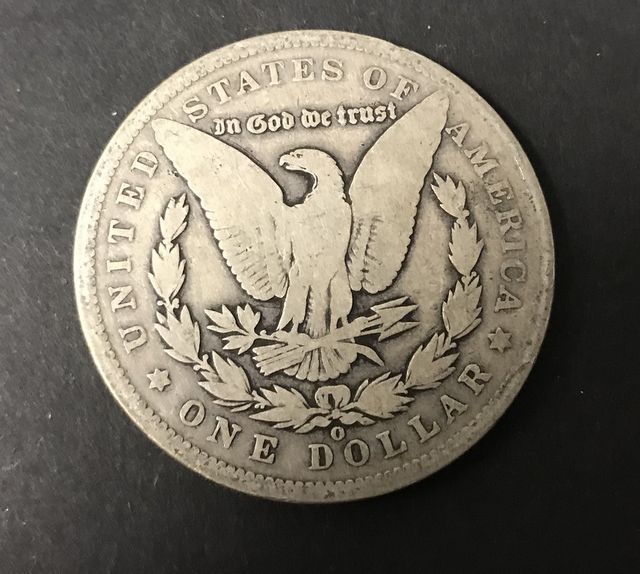 UNITED STATES OF AMERICA
In God we trust
O
ONE DOLLAR